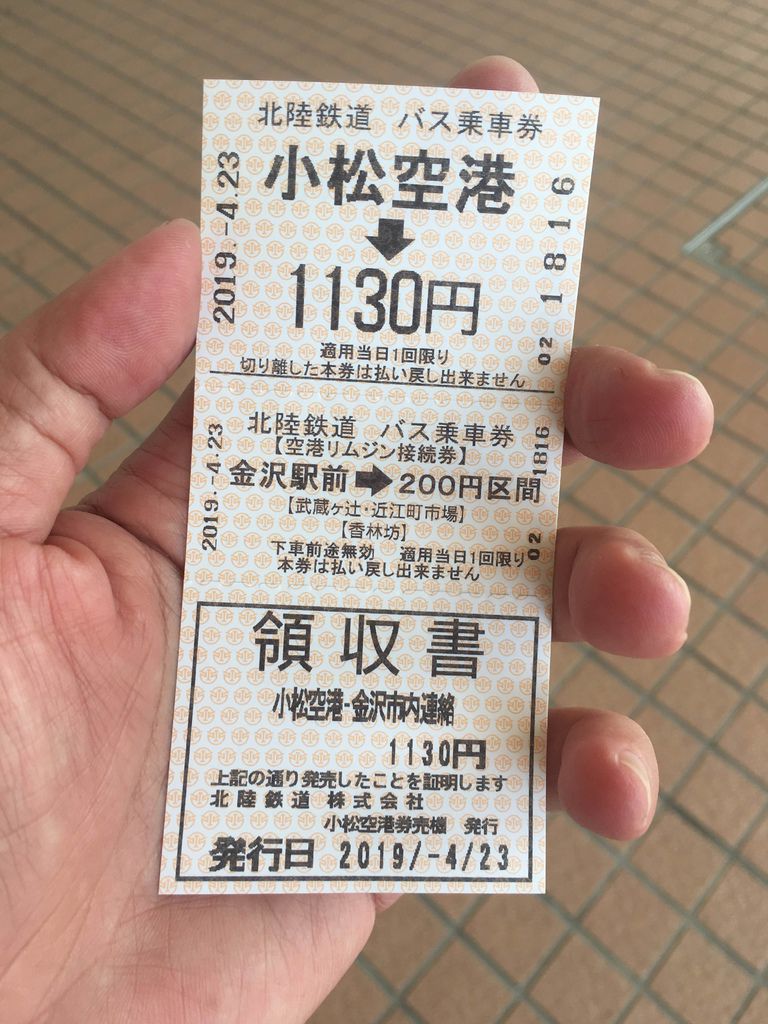 北陸鉄道 バス乗車券
小松空港
↓
1130円
適用当日1回限り
切り離した本券は払い戻し出来ません
2019.-4.23
1816
02
北陸鉄道 バス乗車券
【空港リムジン接続券】
金沢駅前➡200円区間
【武蔵ヶ辻・近江町市場】
【香林坊】
下車前途無効 適用当日1回限り
本券は払い戻し出来ません
2019.-4.23
1816
02
領収書
小松空港-金沢市内連絡
1130円
上記の通り発売したことを証明します
北陸鉄道株式会社
小松空港券売機 発行
発行日 2019/-4/23